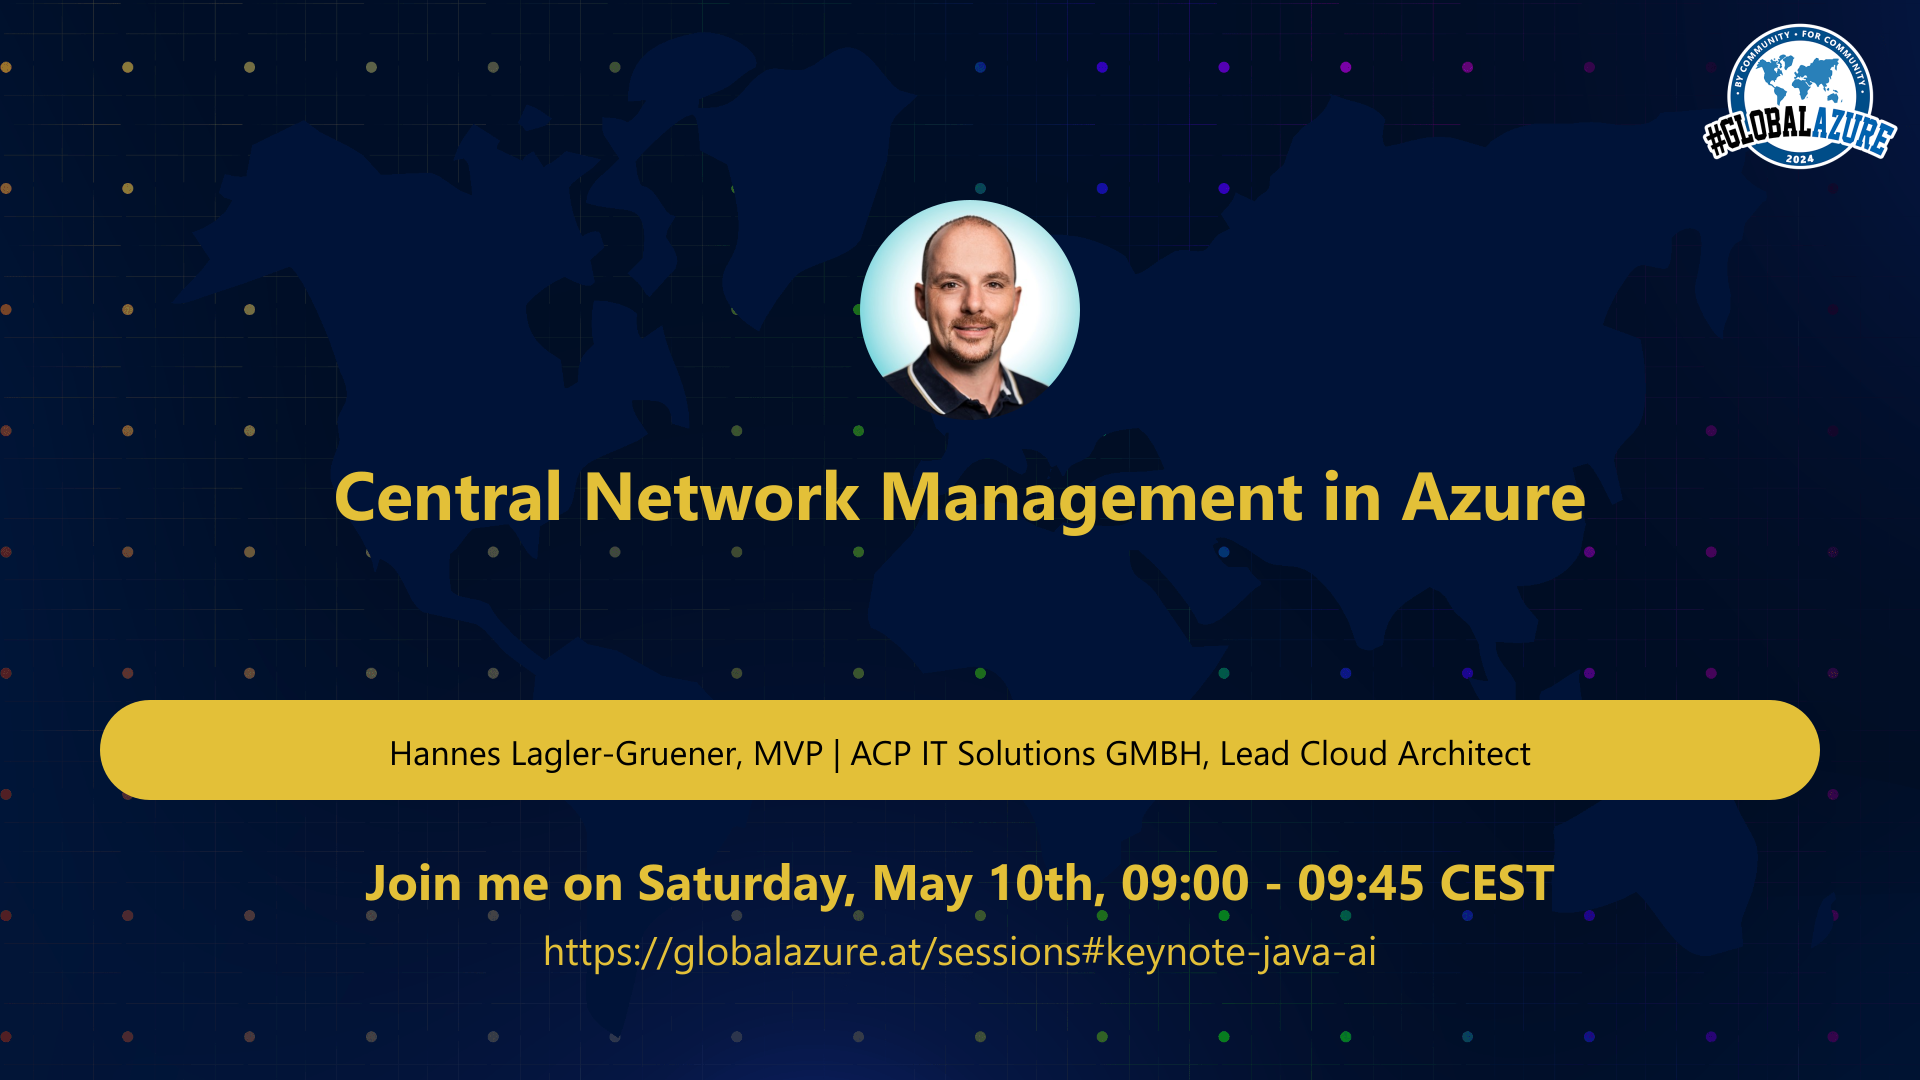 • BY COMMUNITY • FOR COMMUNITY •
#GLOBALAZURE
2024
Central Network Management in Azure
Hannes Lagler-Gruener, MVP | ACP IT Solutions GMBH, Lead Cloud Architect
Join me on Saturday, May 10th, 09:00 - 09:45 CEST
https://globalazure.at/sessions#keynote-java-ai